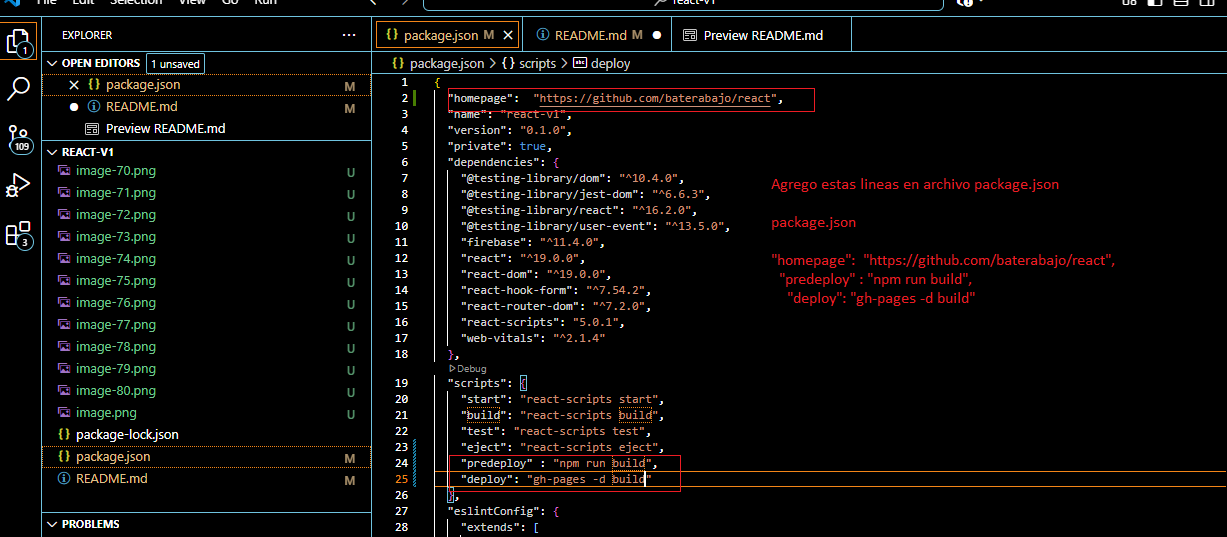 File Edit Selection View Go Run
react-v1
EXPLORER
···
package.json M
README.md M
Preview README.md
OPEN EDITORS 1 unsaved
package.json M
README.md M
Preview README.md
REACT-V1
image-70.png U
image-71.png U
image-72.png U
image-73.png U
image-74.png U
image-75.png U
image-76.png U
image-77.png U
image-78.png U
image-79.png U
image-80.png U
image.png U
package-lock.json
package.json M
README.md M
PROBLEMS
1
109
3
package.json > scripts > deploy
1 {
2 "homepage":  "https://github.com/baterabajo/react",
3 "name": "react-v1",
4 "version": "0.1.0",
5 "private": true,
6 "dependencies": {
7 "@testing-library/dom": "^10.4.0",
8 "@testing-library/jest-dom": "^6.6.3",
9 "@testing-library/react": "^16.2.0",
10 "@testing-library/user-event": "^13.5.0",
11 "firebase": "^11.4.0",
12 "react": "^19.0.0",
13 "react-dom": "^19.0.0",
14 "react-hook-form": "^7.54.2",
15 "react-router-dom": "^7.2.0",
16 "react-scripts": "5.0.1",
17 "web-vitals": "^2.1.4"
18 },
Debug
19 "scripts": {
20 "start": "react-scripts start",
21 "build": "react-scripts build",
22 "test": "react-scripts test",
23 "eject": "react-scripts eject",
24 "predeploy" : "npm run build",
25 "deploy": "gh-pages -d build"
26 },
27 "eslintConfig": {
28 "extends": [
Agrego estas lineas en archivo package.json
package.json
"homepage":  "https://github.com/baterabajo/react",
"predeploy" : "npm run build",
"deploy": "gh-pages -d build"